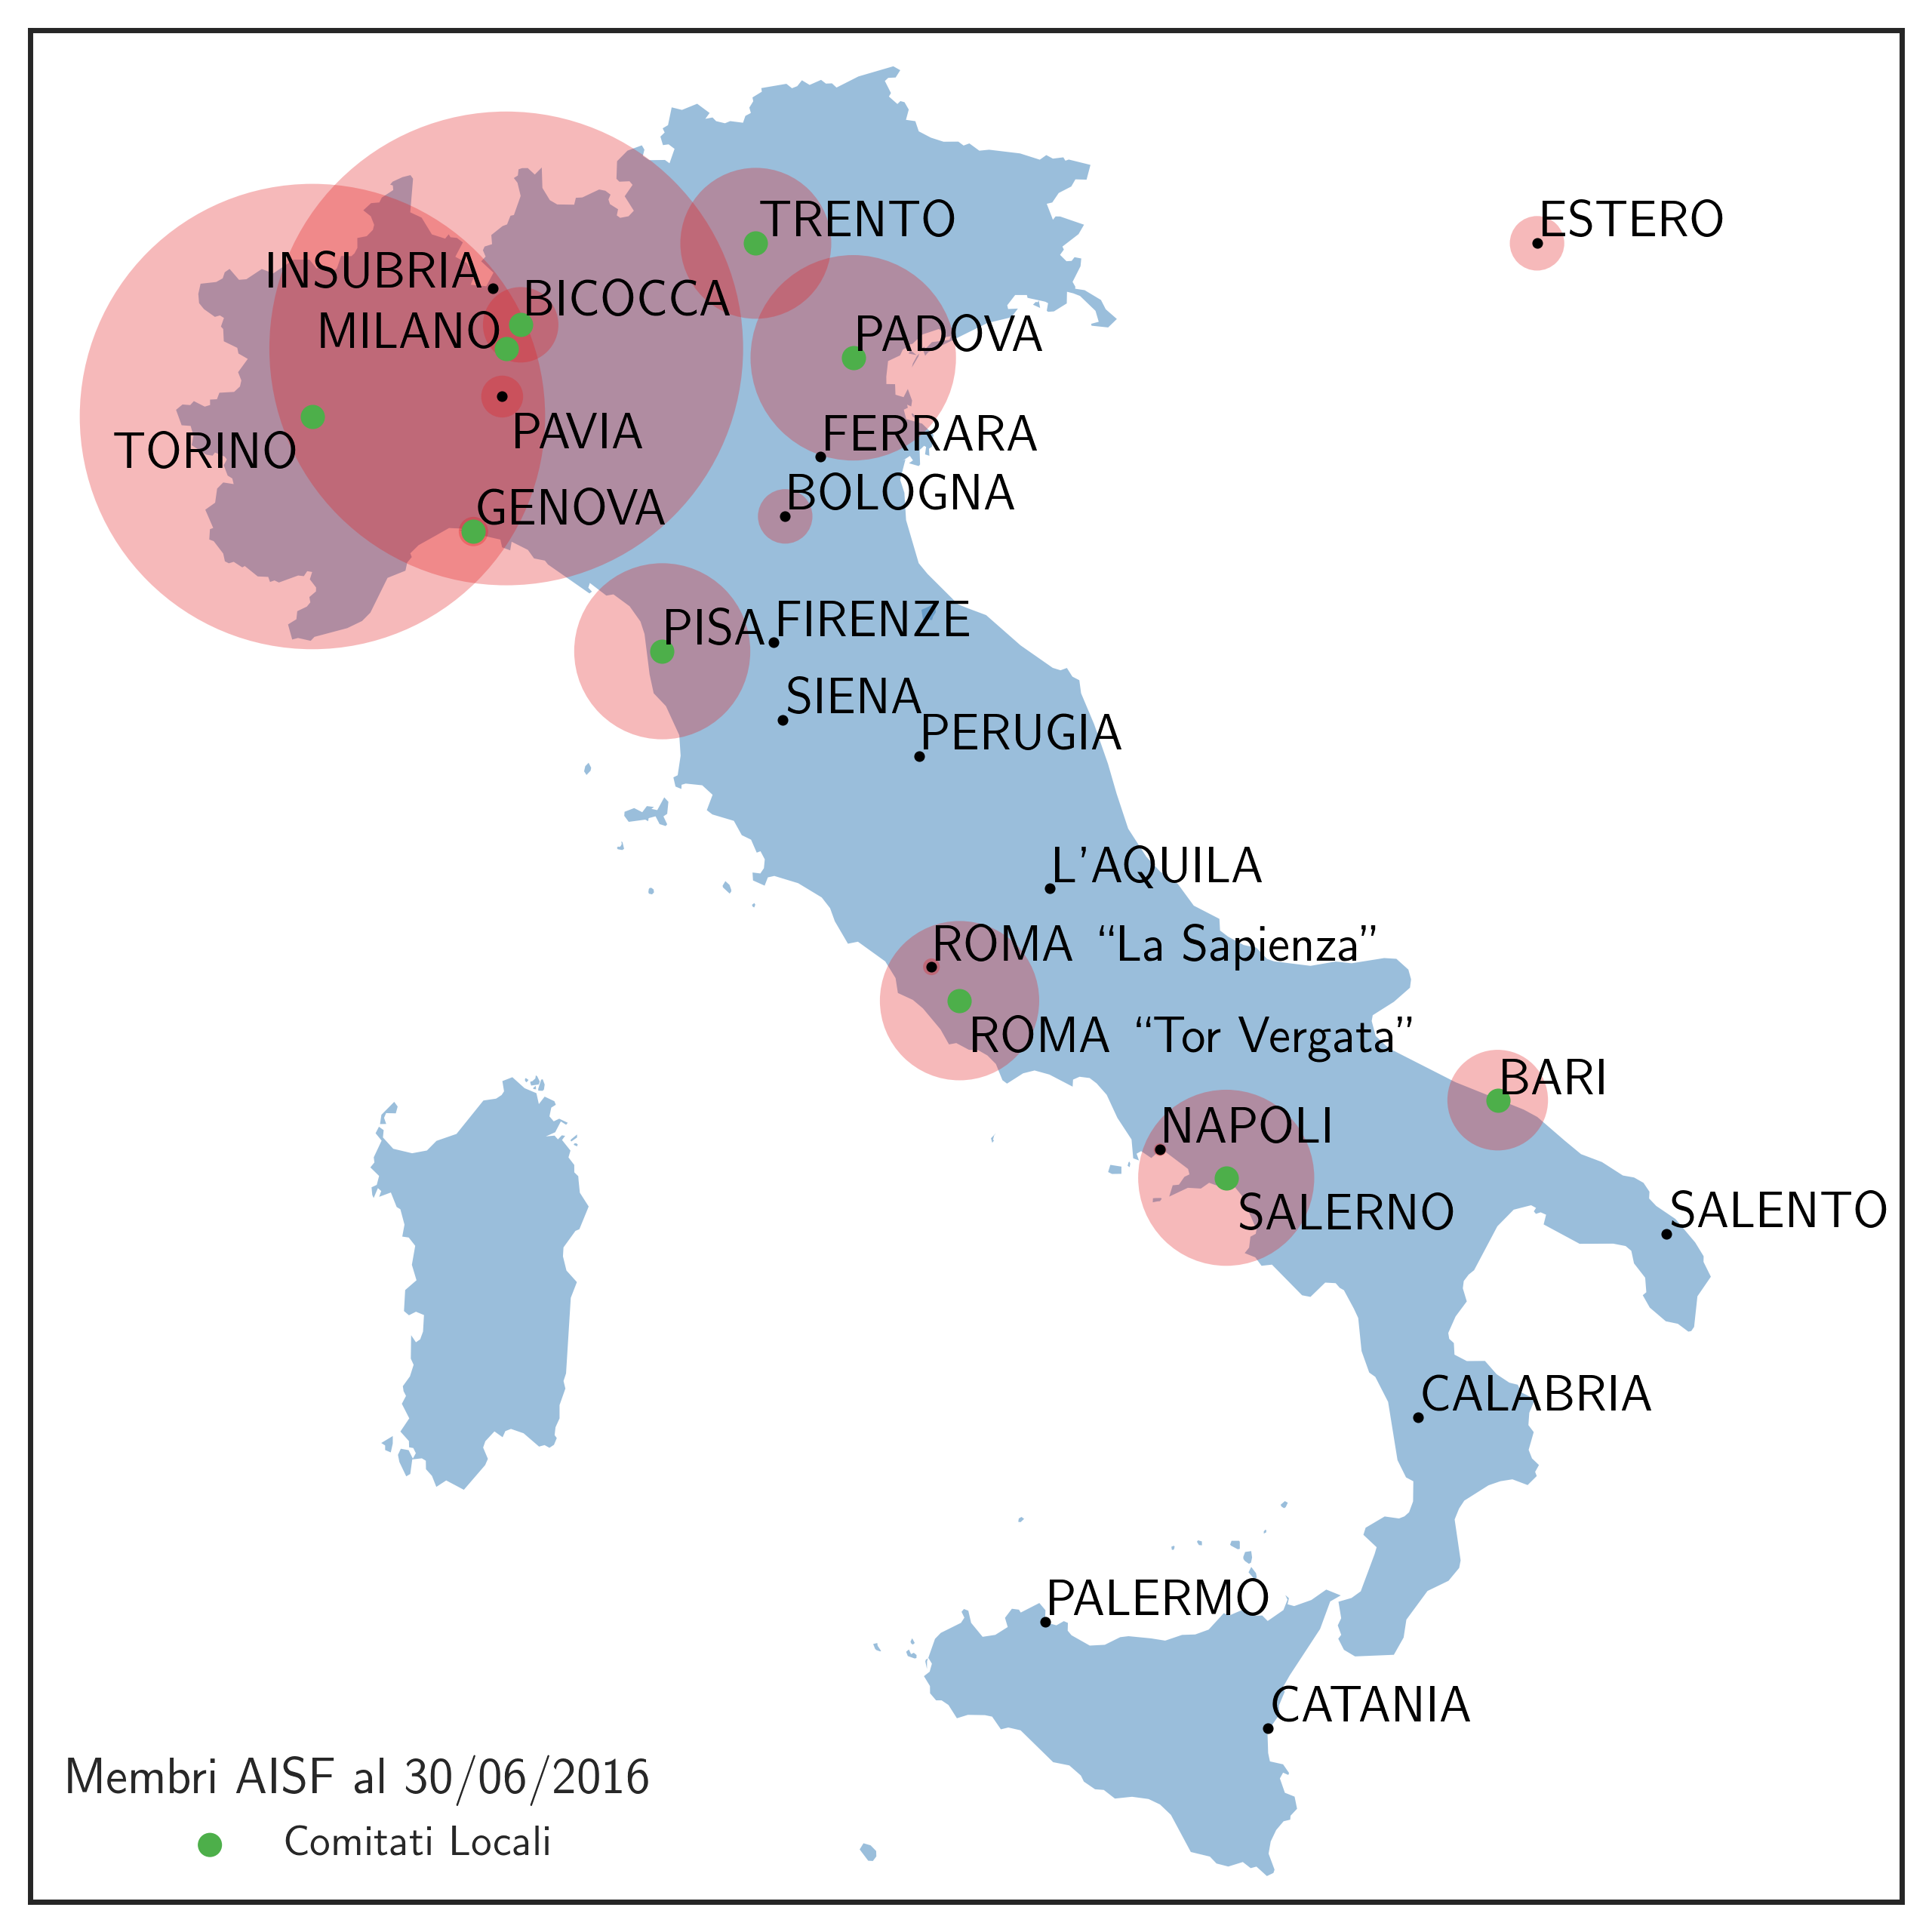 TRENTO
ESTERO
INSUBRIA
BICOCCA
MILANO
PADOVA
PAVIA
FERRARA
TORINO
BOLOGNA
GENOVA
PISA
FIRENZE
SIENA
PERUGIA
L'AQUILA
ROMA “La Sapienza”
ROMA “Tor Vergata”
BARI
NAPOLI
SALERNO
SALENTO
CALABRIA
PALERMO
CATANIA
Membri AISF al 30/06/2016
Comitati Locali